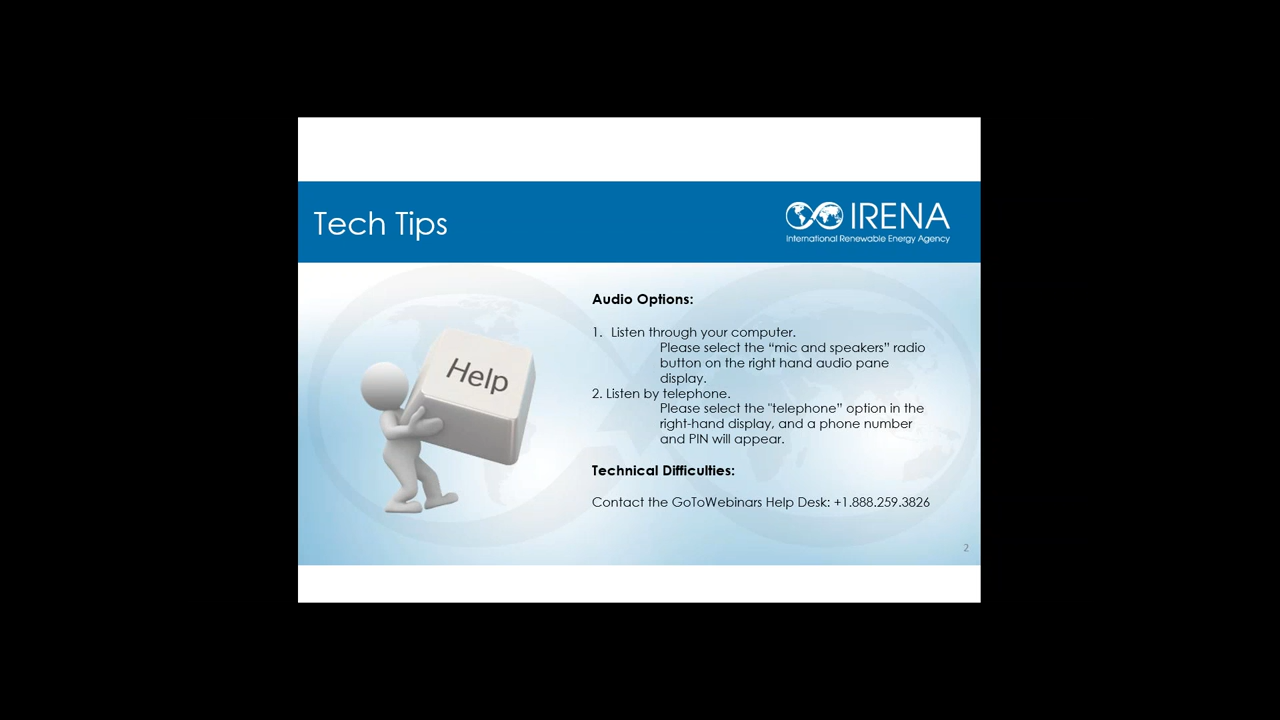 Tech Tips
IRENA
International Renewable Energy Agency
Help
Audio Options:
1. Listen through your computer.
Please select the “mic and speakers” radio
button on the right hand audio pane
display.
2. Listen by telephone.
Please select the "telephone” option in the
right-hand display, and a phone number
and PIN will appear.
Technical Difficulties:
Contact the GoToWebinars Help Desk: +1.888.259.3826
2